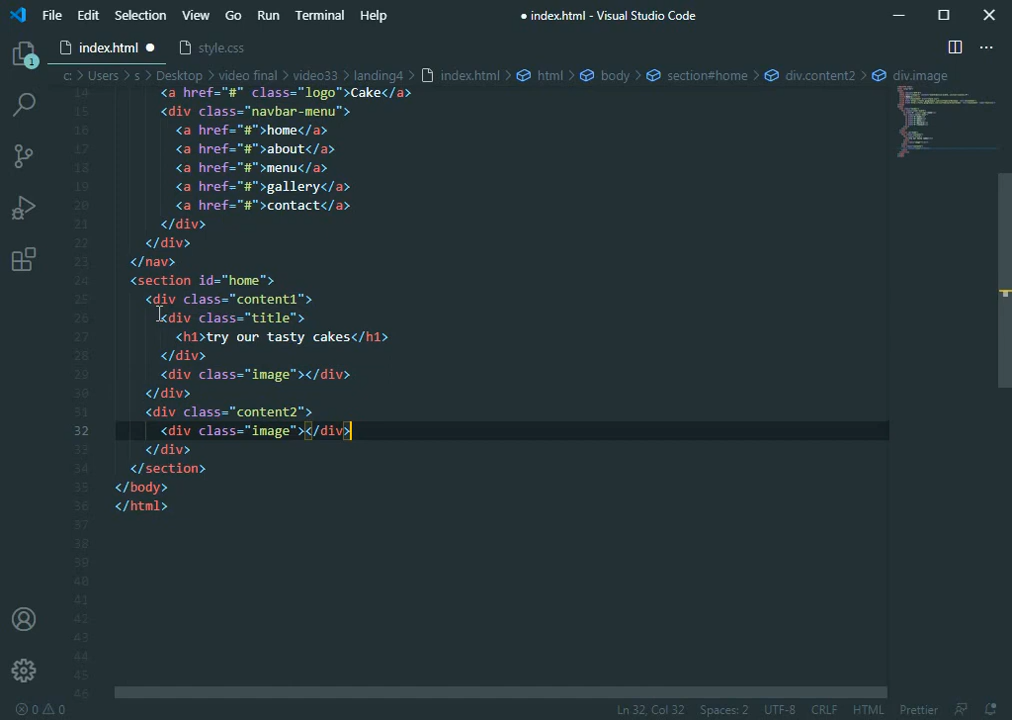 File Edit Selection View Go Run Terminal Help ● index.html - Visual Studio Code
index.html ● style.css
c: > Users > s > Desktop > video final > video33 > landing4 > index.html > html > body > section#home > div.content2 > div.image
14 <a href="#" class="logo">Cake</a>
15 <div class="navbar-menu">
16 <a href="#">home</a>
17 <a href="#">about</a>
18 <a href="#">menu</a>
19 <a href="#">gallery</a>
20 <a href="#">contact</a>
21 </div>
22 </div>
23 </nav>
24 <section id="home">
25 <div class="content1">
26 <div class="title">
27 <h1>try our tasty cakes</h1>
28 </div>
29 <div class="image"></div>
30 </div>
31 <div class="content2">
32 <div class="image"></div>
33 </div>
34 </section>
35 </body>
36 </html>
37
38
39
40
41
42
43
44
45
46
1
0 0 Ln 32, Col 32 Spaces: 2 UTF-8 CRLF HTML Prettier